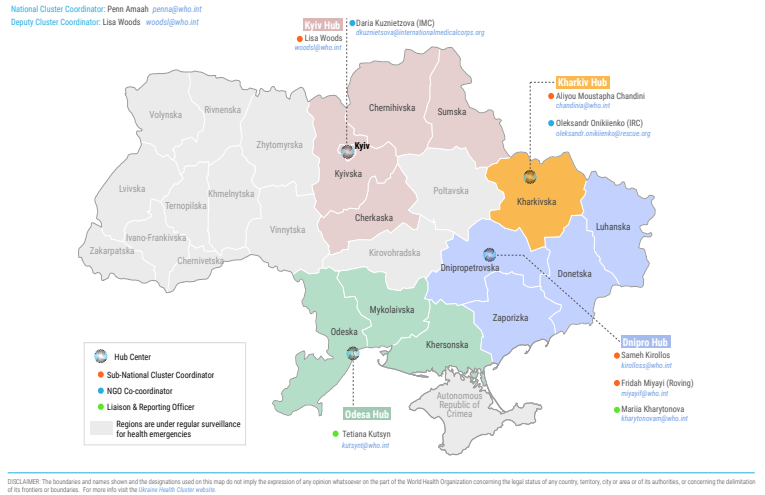 National Cluster Coordinator: Penn Amaah penna@who.int
Deputy Cluster Coordinator: Lisa Woods woodsl@who.int
Kyiv Hub
Lisa Woods
woodsl@who.int
Daria Kuznietzova (IMC)
dkuznietsova@internationalmedicalcorps.org
Kharkiv Hub
Aliyou Moustapha Chandini
chandinia@who.int
Oleksandr Onikiienko (IRC)
oleksandr.onikiienko@rescue.org
Volynska
Rivnenska
Zhytomyrska
Chernihivska
Sumska
Kyiv
Kyivska
Lvivska
Ternopilska
Khmelnytska
Vinnytska
Cherkaska
Poltavska
Kharkivska
Luhanska
Ivano-Frankivska
Zakarpatska
Chernivetska
Kirovohradska
Dnipropetrovska
Donetska
Mykolaivska
Zaporizka
Odeska
Khersonska
Autonomous
Republic of
Crimea
Dnipro Hub
Sameh Kirollos
kirolloss@who.int
Fridah Miyayi (Roving)
miyayif@who.int
Mariia Kharytonova
kharytonovam@who.int
Odesa Hub
Tetiana Kutsyn
kutsynt@who.int
Hub Center
Sub-National Cluster Coordinator
NGO Co-coordinator
Liaison & Reporting Officer
Regions are under regular surveillance
for health emergencies
DISCLAIMER: The boundaries and names shown and the designations used on this map do not imply the expression of any opinion whatsoever on the part of the World Health Organization concerning the legal status of any country, territory, city or area or of its authorities, or concerning the delimitation
of its frontiers or boundaries. For more info visit the Ukraine Health Cluster website.